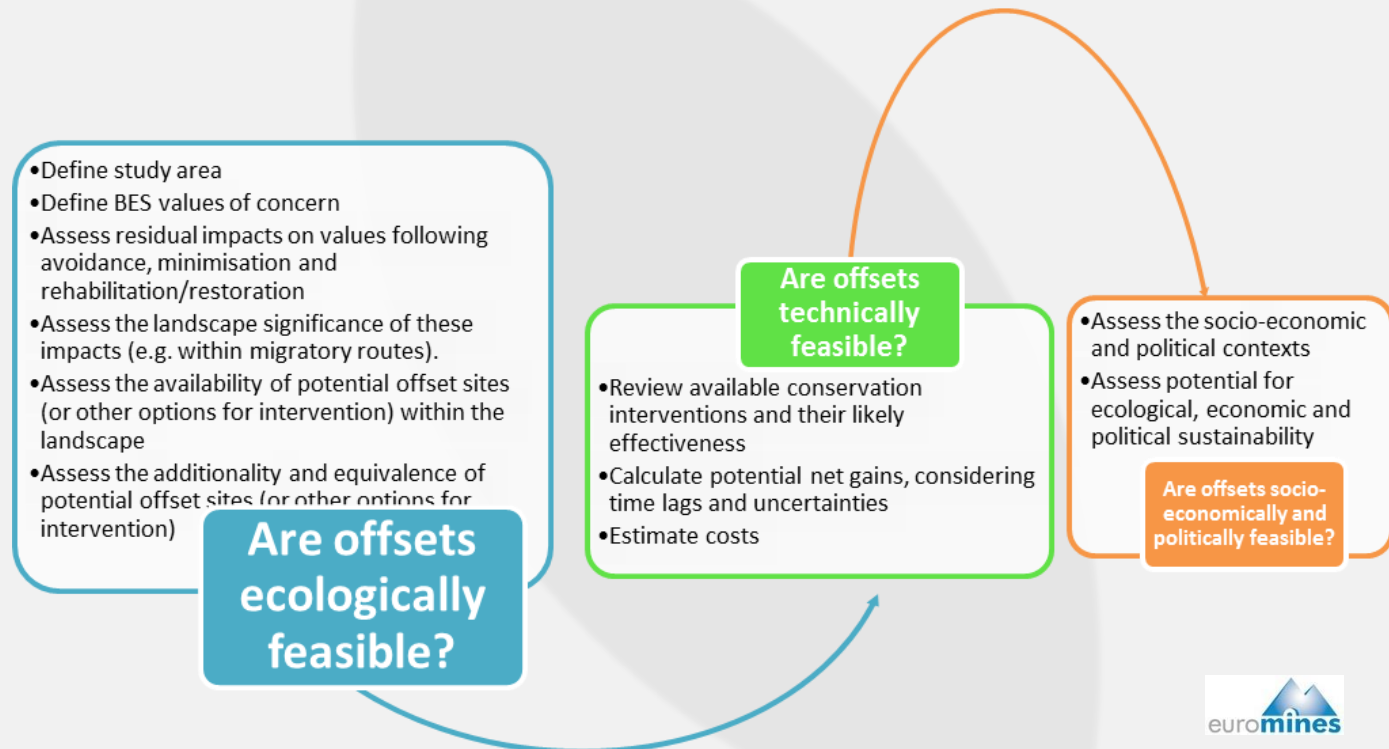 •Define study area
•Define BES values of concern
•Assess residual impacts on values following
avoidance, minimisation and
rehabilitation/restoration
•Assess the landscape significance of these
impacts (e.g. within migratory routes).
•Assess the availability of potential offset sites
(or other options for intervention) within the
landscape
•Assess the additionality and equivalence of
potential offset sites (or other options for
intervention)
Are offsets
ecologically
feasible?
Are offsets
technically
feasible?
•Review available conservation
interventions and their likely
effectiveness
•Calculate potential net gains, considering
time lags and uncertainties
•Estimate costs
•Assess the socio-economic
and political contexts
•Assess potential for
ecological, economic and
political sustainability
Are offsets socio-
economically and
politically feasible?
euromines